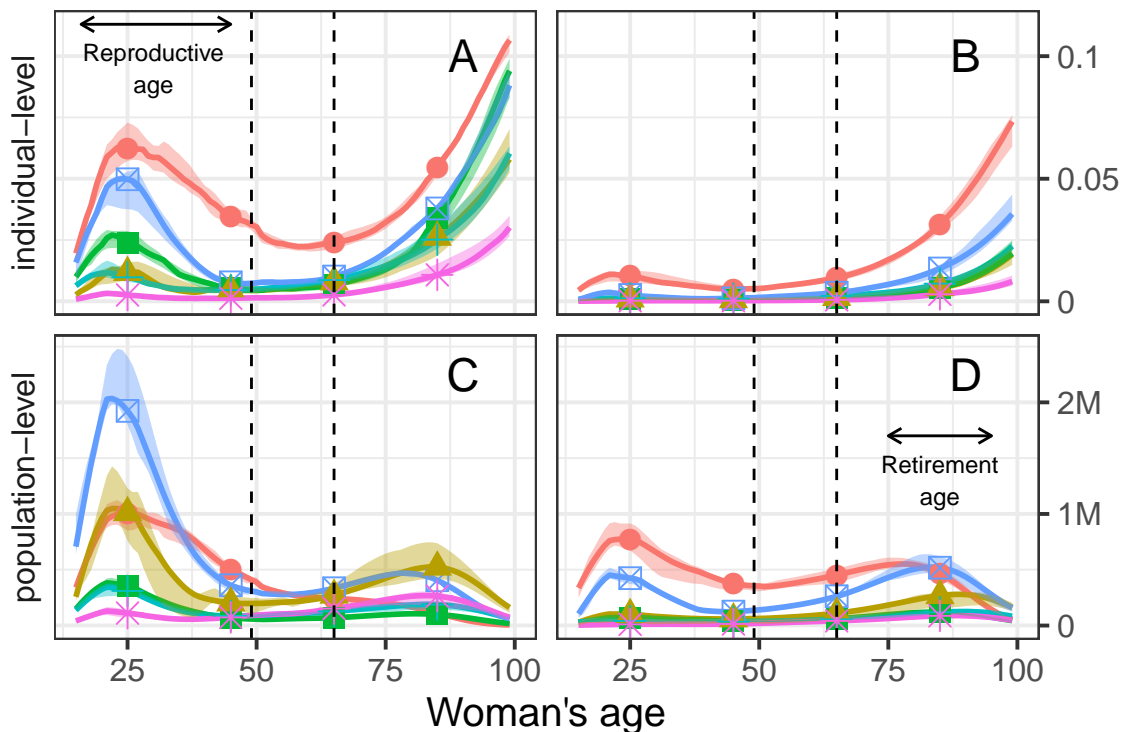 individual−level
Reproductive
age
A
B
0.1
0.05
0
population−level
C
D
Retirement
age
2M
1M
0
25
50
75
100
25
50
75
100
Woman's age